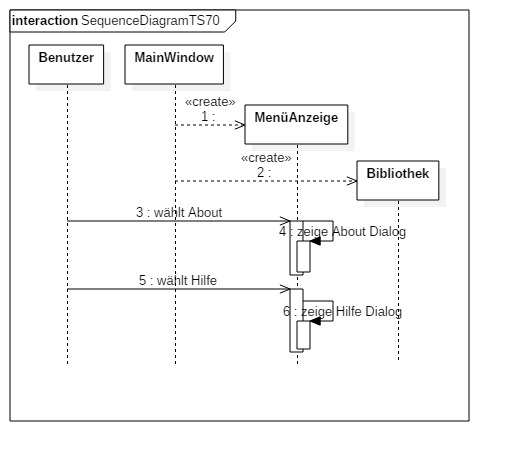 interaction SequenceDiagramTS70
Benutzer
MainWindow
«create»
1 :
MenüAnzeige
«create»
2 :
Bibliothek
3 : wählt About
4 : zeige About Dialog
5 : wählt Hilfe
6 : zeige Hilfe Dialog